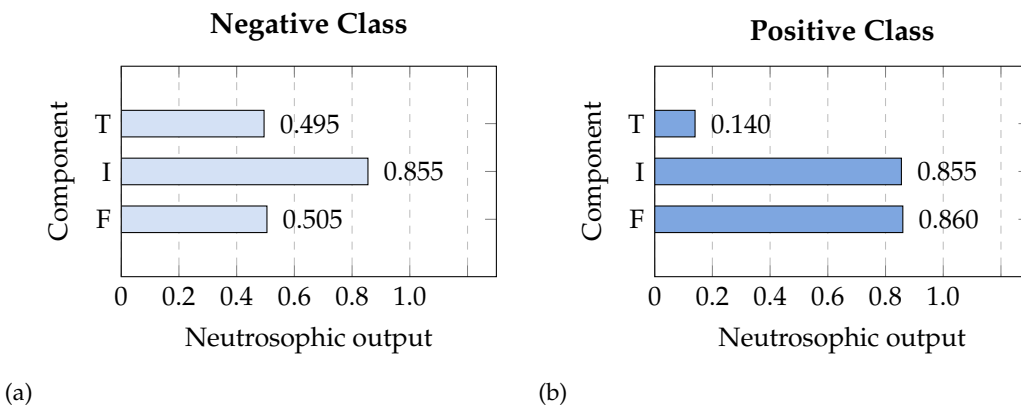 Negative Class
Component
T
0.495
I
0.855
F
0.505
0 0.2 0.4 0.6 0.8 1.0
Neutrosophic output
(a)
Positive Class
Component
T
0.140
I
0.855
F
0.860
0 0.2 0.4 0.6 0.8 1.0
Neutrosophic output
(b)